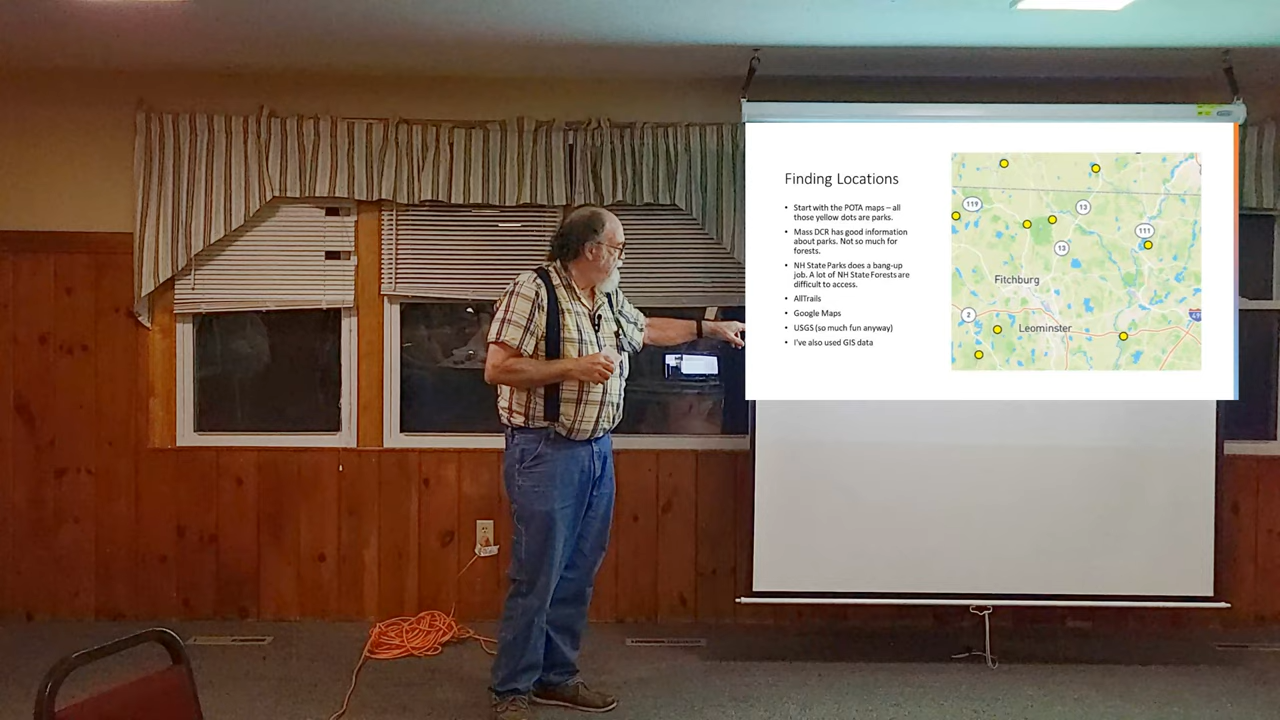 Finding Locations
• Start with the POTA maps – all
those yellow dots are parks.
• Mass DCR has good information
about parks. Not so much for
forests.
• NH State Parks does a bang-up
job. A lot of NH State Forests are
difficult to access.
• AllTrails
• Google Maps
• USGS (so much fun anyway)
• I've also used GIS data
119
13
111
13
Fitchburg
2
Leominster